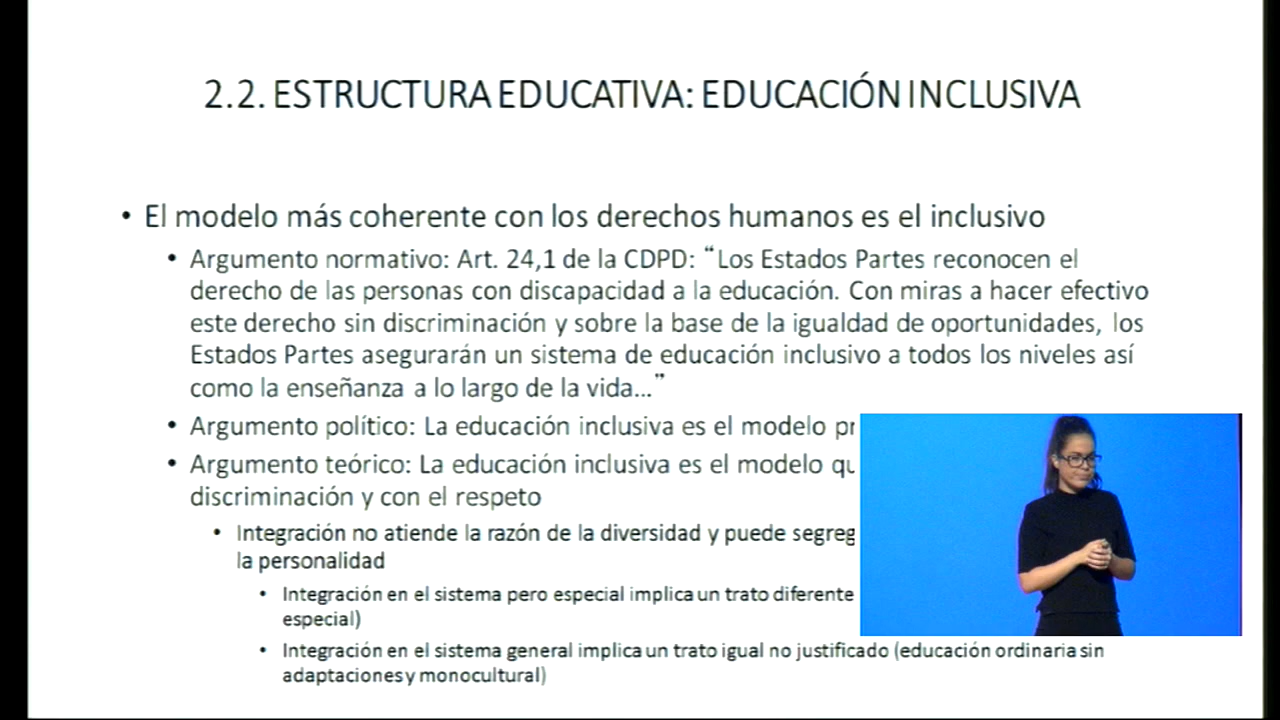 2.2. ESTRUCTURA EDUCATIVA: EDUCACIÓN INCLUSIVA
• El modelo más coherente con los derechos humanos es el inclusivo
• Argumento normativo: Art. 24,1 de la CDPD: “Los Estados Partes reconocen el
derecho de las personas con discapacidad a la educación. Con miras a hacer efectivo
este derecho sin discriminación y sobre la base de la igualdad de oportunidades, los
Estados Partes asegurarán un sistema de educación inclusivo a todos los niveles así
como la enseñanza a lo largo de la vida...”
• Argumento político: La educación inclusiva es el modelo
• Argumento teórico: La educación inclusiva es el modelo
discriminación y con el respeto
• Integración no atiende la razón de la diversidad y puede
la personalidad
• Integración en el sistema pero especial implica un trato diferente
especial)
• Integración en el sistema general implica un trato igual no justificado (educación ordinaria sin
adaptaciones y monocultural)